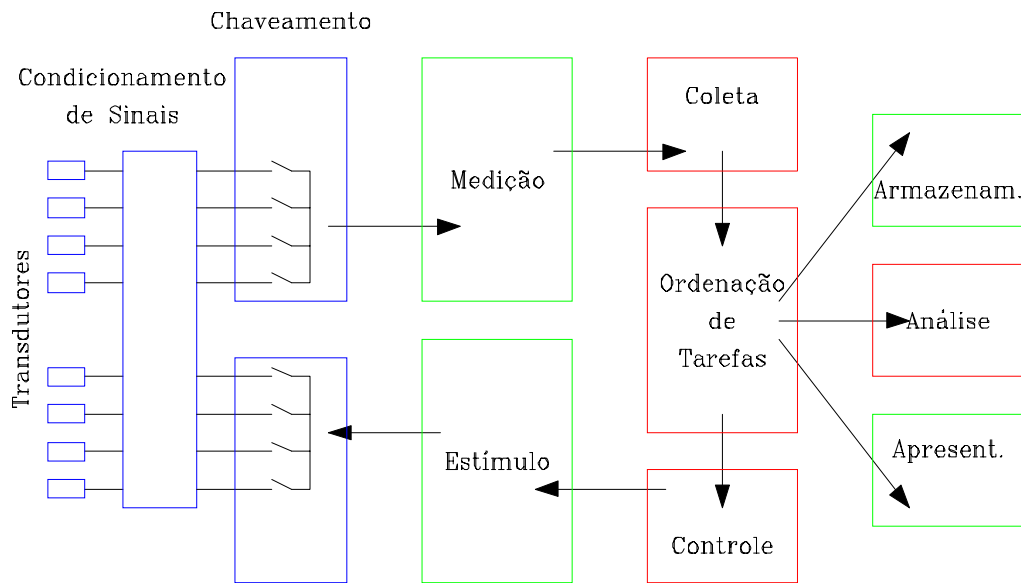 Chaveamento
Condicionamento
de Sinais
Transdutores
Medição
Estímulo
Coleta
Ordenação
de
Tarefas
Controle
Armazenam.
Análise
Apresent.